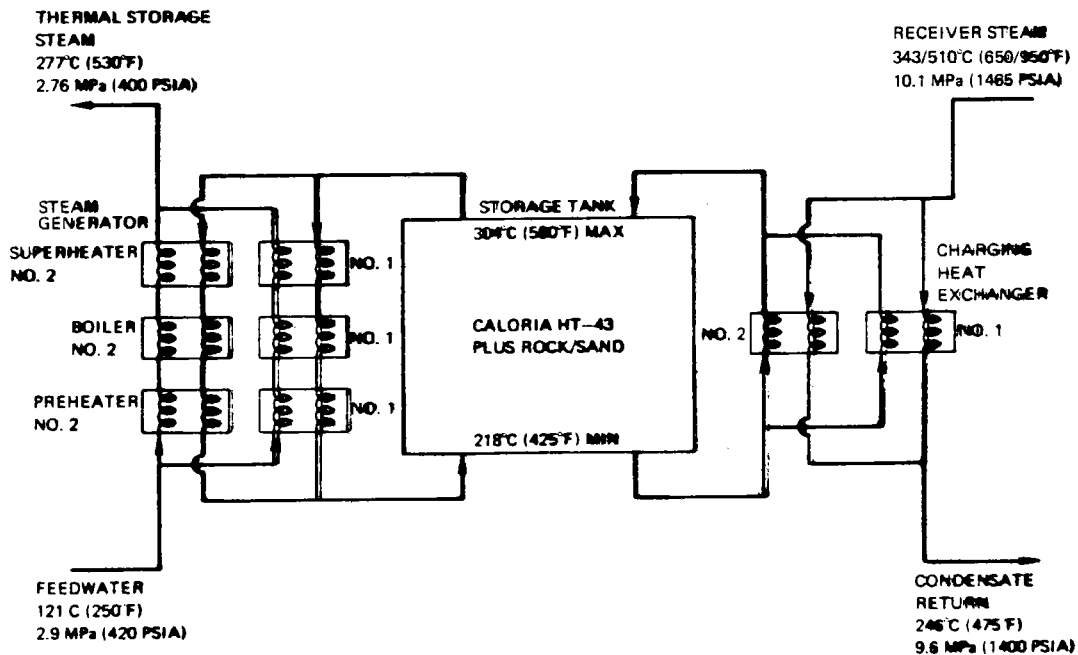 THERMAL STORAGE
STEAM
277°C (530°F)
2.76 MPa (400 PSIA)
RECEIVER STEAM
343/510°C (650/950°F)
10.1 MPa (1465 PSIA)
STEAM
GENERATOR
SUPERHEATER
NO. 2
NO. 1
BOILER
NO. 2
NO. 1
PREHEATER
NO. 2
NO. 1
STORAGE TANK
304°C (580°F) MAX
CALORIA HT-43
PLUS ROCK/SAND
218°C (425°F) MIN
NO. 2
CHARGING
HEAT
EXCHANGER
NO. 1
FEEDWATER
121 C (250°F)
2.9 MPa (420 PSIA)
CONDENSATE
RETURN
246°C (475°F)
9.6 MPa (1400 PSIA)